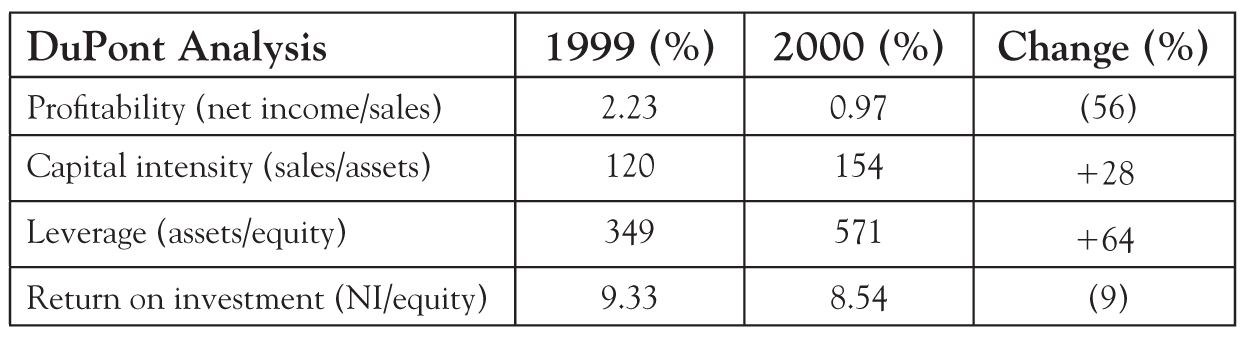 DuPont Analysis 1999 (%) 2000 (%) Change (%)
Profitability (net income/sales) 2.23 0.97 (56)
Capital intensity (sales/assets) 120 154 +28
Leverage (assets/equity) 349 571 +64
Return on investment (NI/equity) 9.33 8.54 (9)